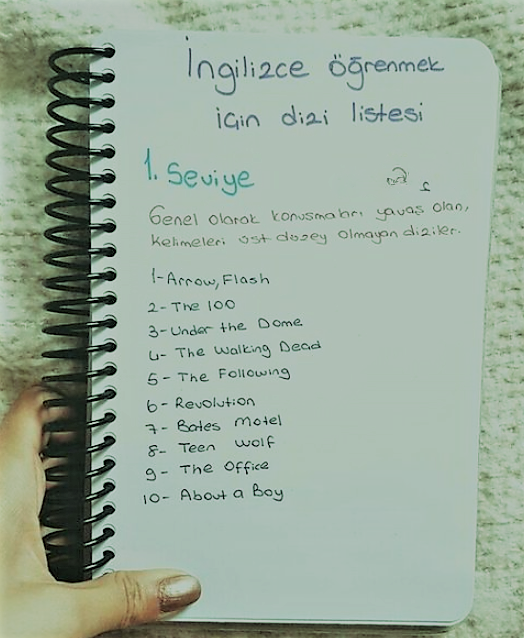 İngilizce öğrenmek
için dizi listesi
1. Seviye
Genel olarak konuşmaları yavaş olan,
kelimeleri üst düzey olmayan diziler.
1-Arrow, Flash
2- The 100
3- Under the Dome
4- The Walking Dead
5 - The Following
6- Revolution
7- Bates Motel
8- Teen Wolf
9 - The Office
10- About a Boy